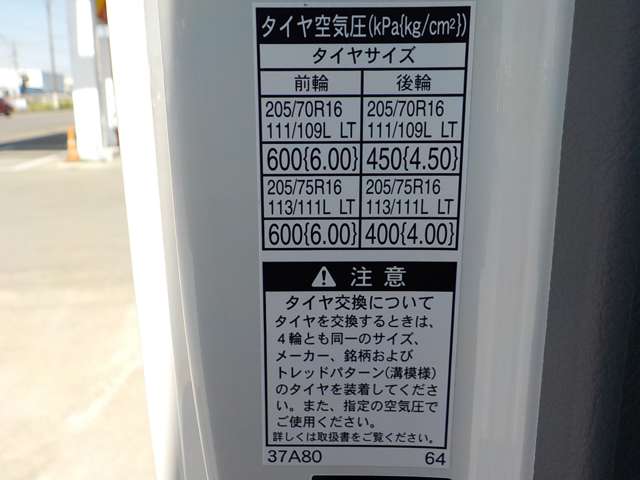 タイヤ空気圧(kPa{kg/cm²})
タイヤサイズ
前輪 後輪
205/70R16 205/70R16
111/109L LT 111/109L LT
600{6.00} 450{4.50}
205/75R16 205/75R16
113/111L LT 113/111L LT
600{6.00} 400{4.00}
⚠ 注意
タイヤ交換について
タイヤを交換するときは、
4輪とも同一のサイズ、
メーカー、銘柄および
トレッドパターン(溝模様)
のタイヤを装着してくださ
い。また、指定の空気圧で
ご使用ください。
詳しくは取扱書をご覧ください。
37A80 64